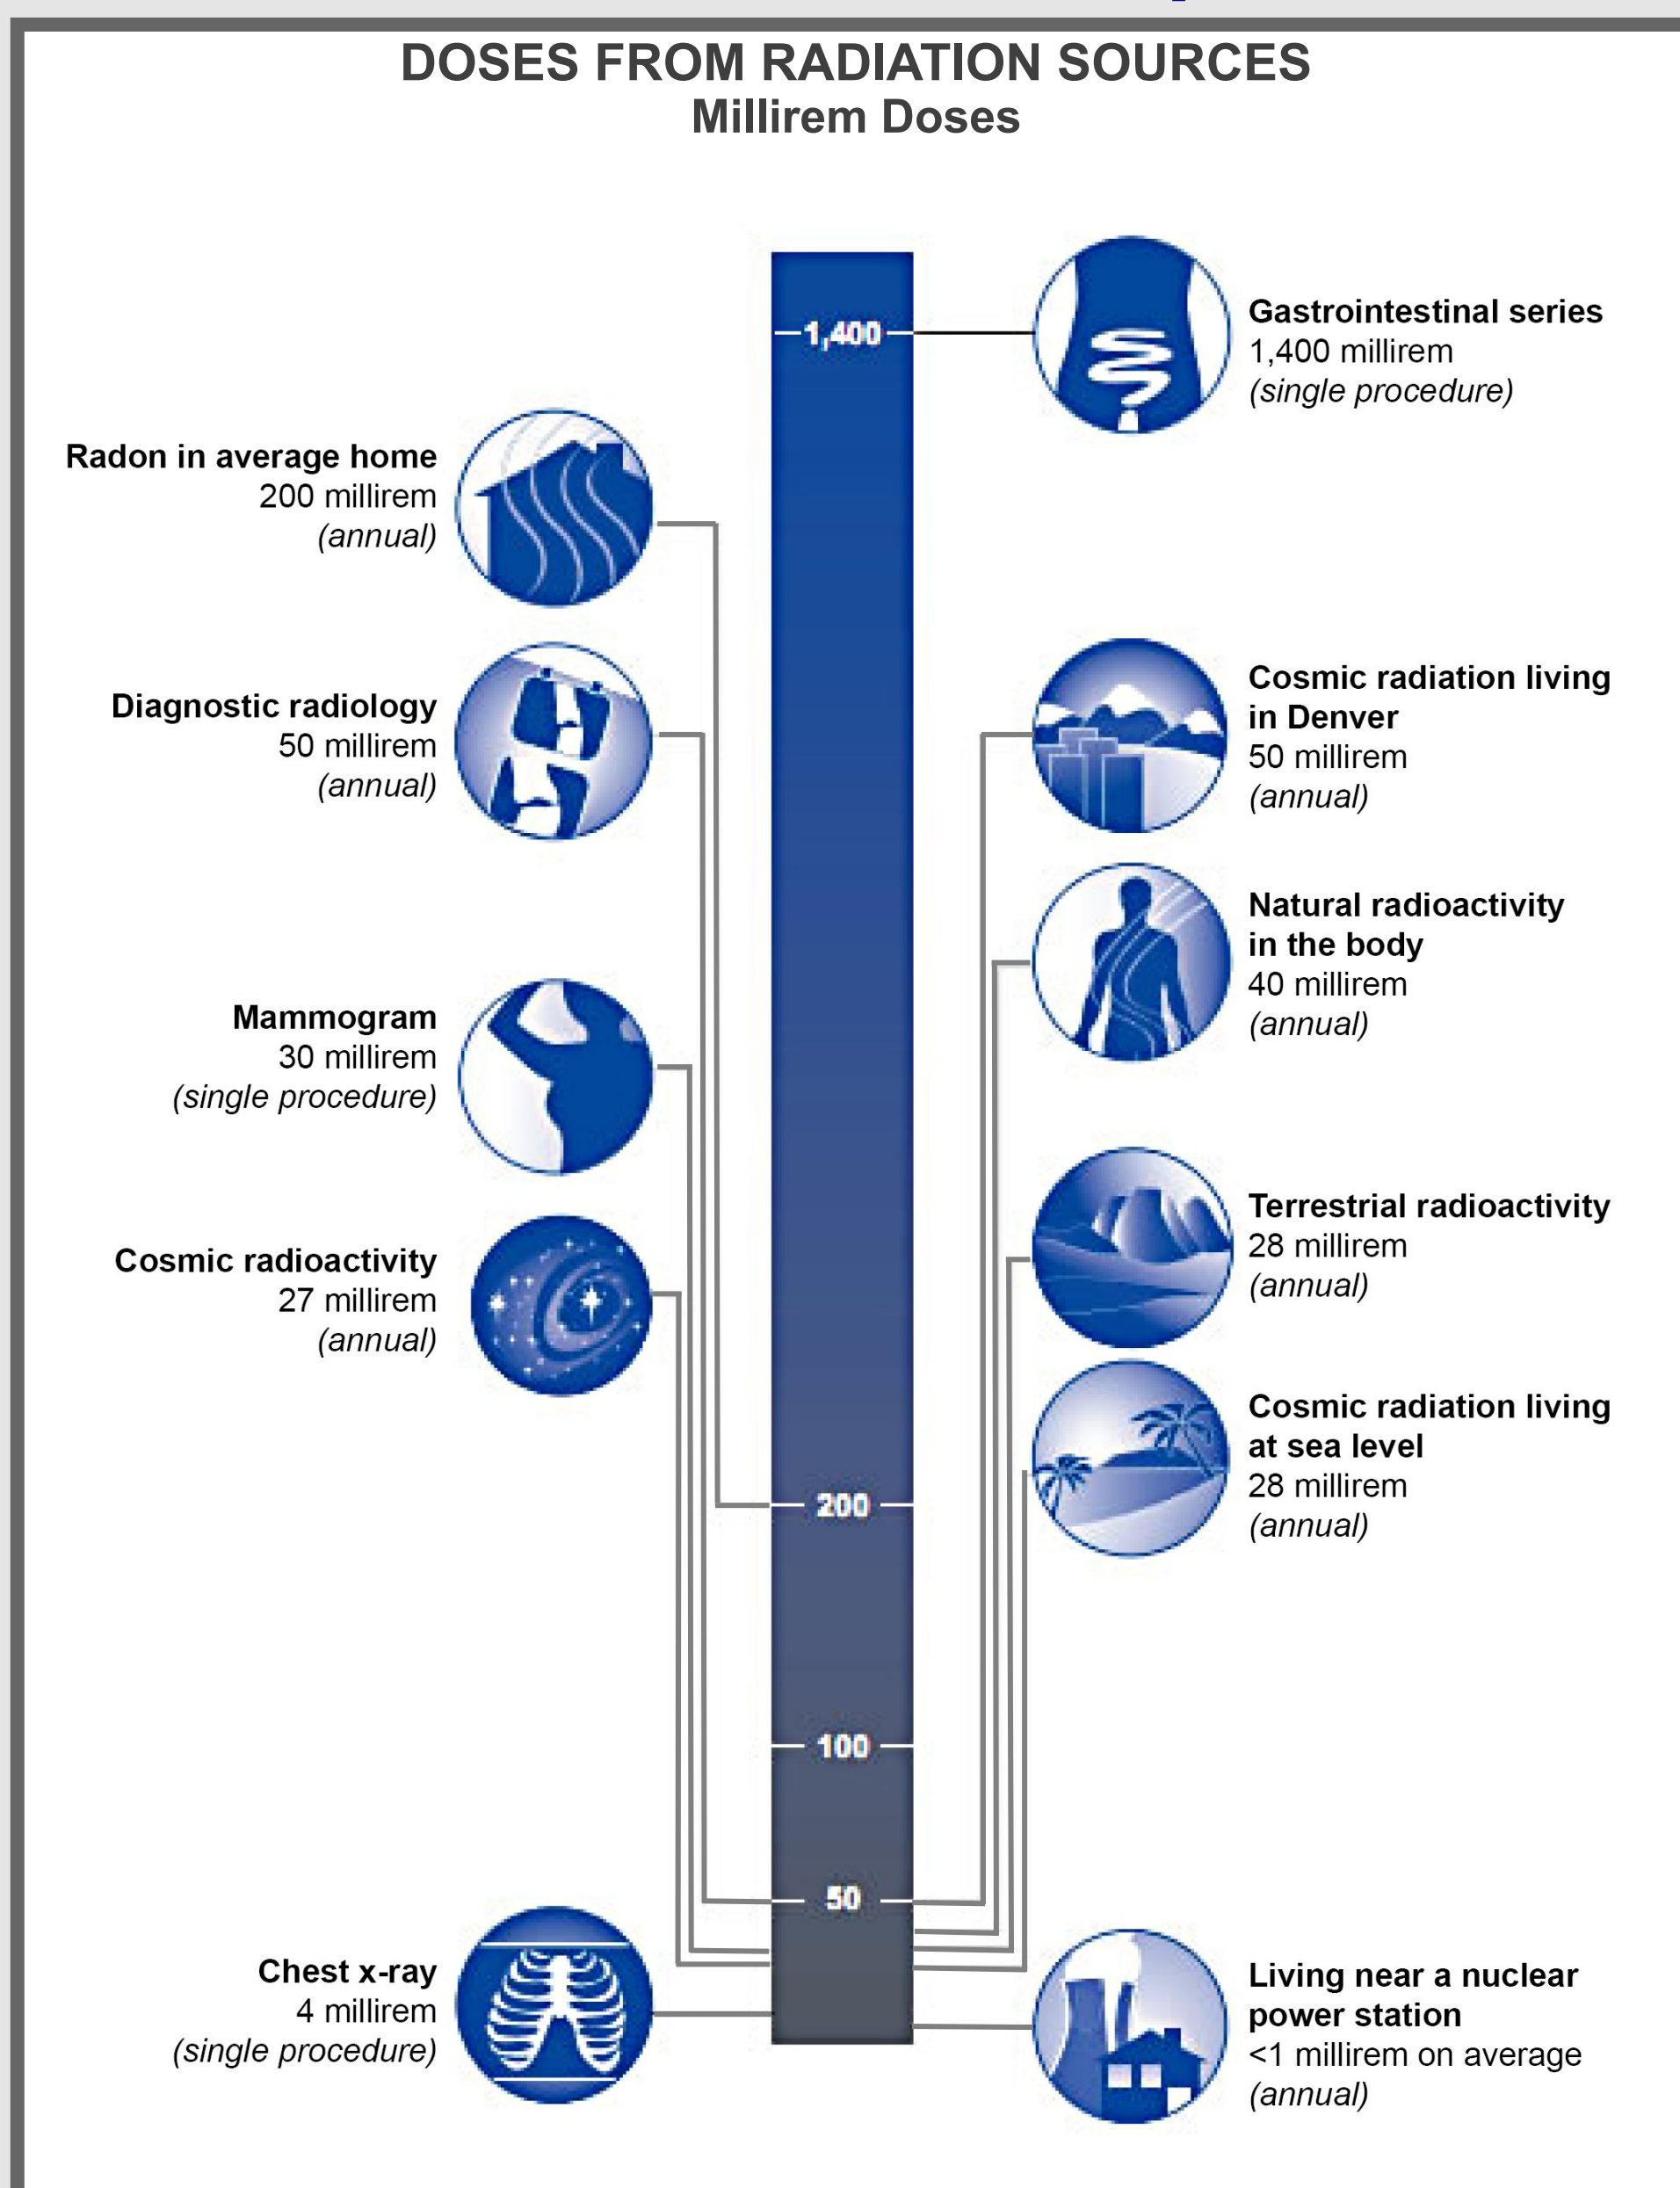 DOSES FROM RADIATION SOURCES
Millirem Doses
1,400
Gastrointestinal series
1,400 millirem
(single procedure)
Radon in average home
200 millirem
(annual)
Diagnostic radiology
50 millirem
(annual)
Cosmic radiation living
in Denver
50 millirem
(annual)
Natural radioactivity
in the body
40 millirem
(annual)
Mammogram
30 millirem
(single procedure)
Terrestrial radioactivity
28 millirem
(annual)
Cosmic radioactivity
27 millirem
(annual)
Cosmic radiation living
at sea level
28 millirem
(annual)
200
100
50
Chest x-ray
4 millirem
(single procedure)
Living near a nuclear
power station
<1 millirem on average
(annual)